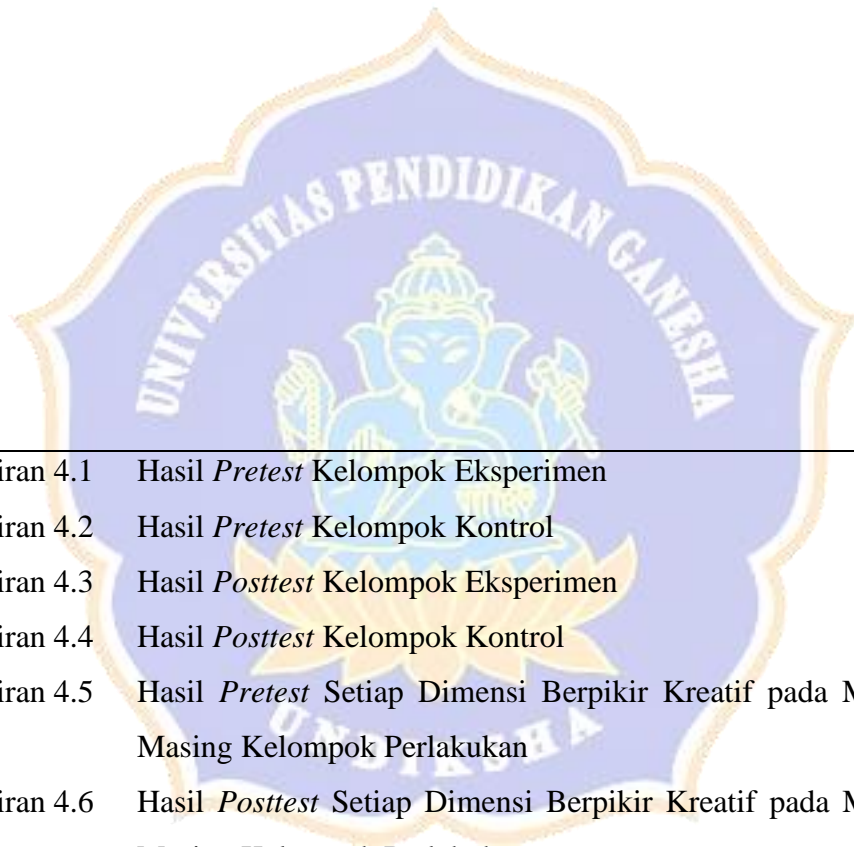 UNIVERSITAS PENDIDIKAN GANESHA
iran 4.1 Hasil Pretest Kelompok Eksperimen
iran 4.2 Hasil Pretest Kelompok Kontrol
iran 4.3 Hasil Posttest Kelompok Eksperimen
iran 4.4 Hasil Posttest Kelompok Kontrol
iran 4.5 Hasil Pretest Setiap Dimensi Berpikir Kreatif pada M
Masing Kelompok Perlakukan
UNDIKSHA
iran 4.6 Hasil Posttest Setiap Dimensi Berpikir Kreatif pada M